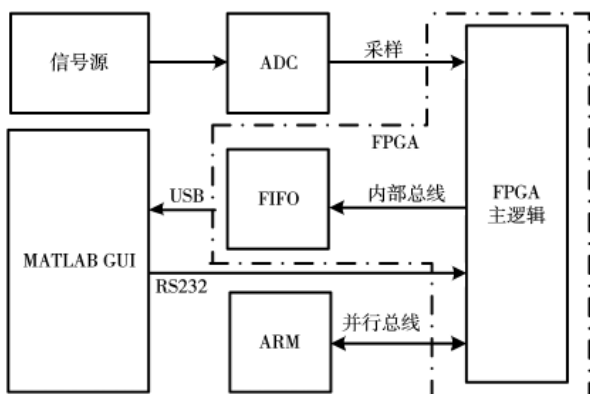 信号源
ADC
采样
FPGA
USB
FIFO
内部总线
FPGA
主逻辑
MATLAB GUI
RS232
ARM
并行总线